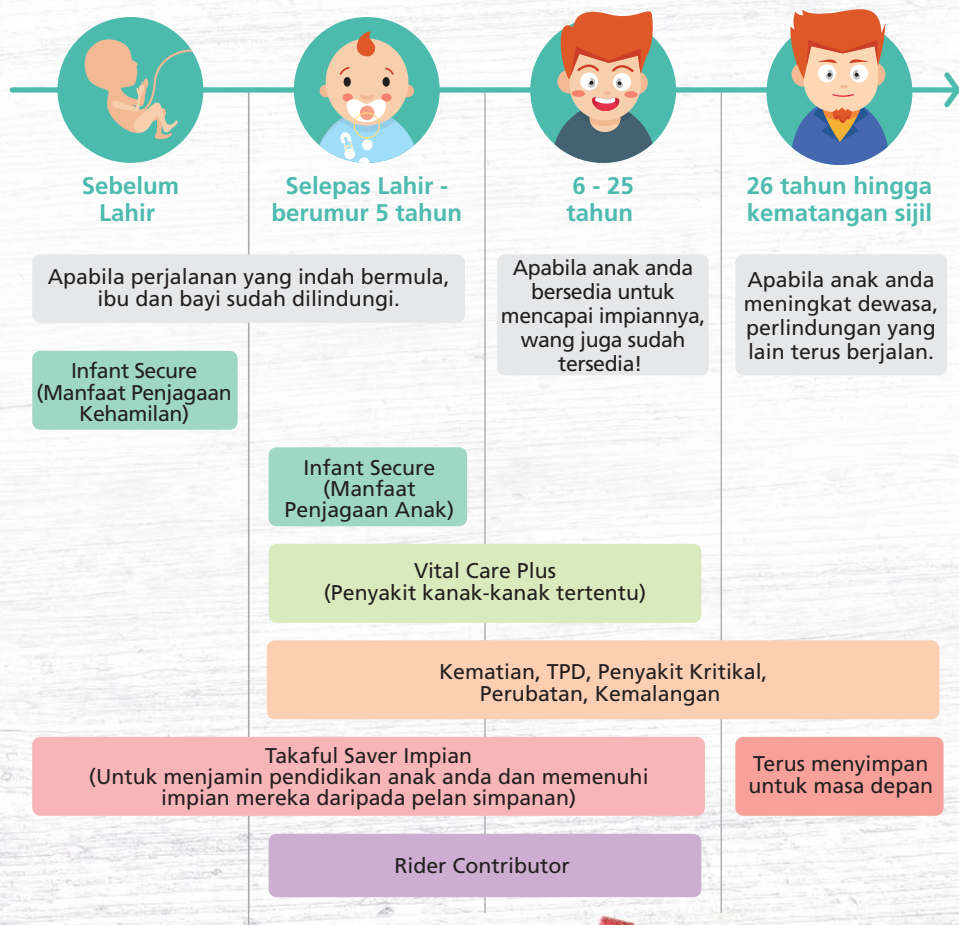 Sebelum
Lahir
Selepas Lahir -
berumur 5 tahun
6 - 25
tahun
26 tahun hingga
kematangan sijil
Apabila perjalanan yang indah bermula,
ibu dan bayi sudah dilindungi.
Apabila anak anda
bersedia untuk
mencapai impiannya,
wang juga sudah
tersedia!
Apabila anak anda
meningkat dewasa,
perlindungan yang
lain terus berjalan.
Infant Secure
(Manfaat Penjagaan
Kehamilan)
Infant Secure
(Manfaat
Penjagaan Anak)
Vital Care Plus
(Penyakit kanak-kanak tertentu)
Kematian, TPD, Penyakit Kritikal,
Perubatan, Kemalangan
Takaful Saver Impian
(Untuk menjamin pendidikan anak anda dan memenuhi
impian mereka daripada pelan simpanan)
Terus menyimpan
untuk masa depan
Rider Contributor